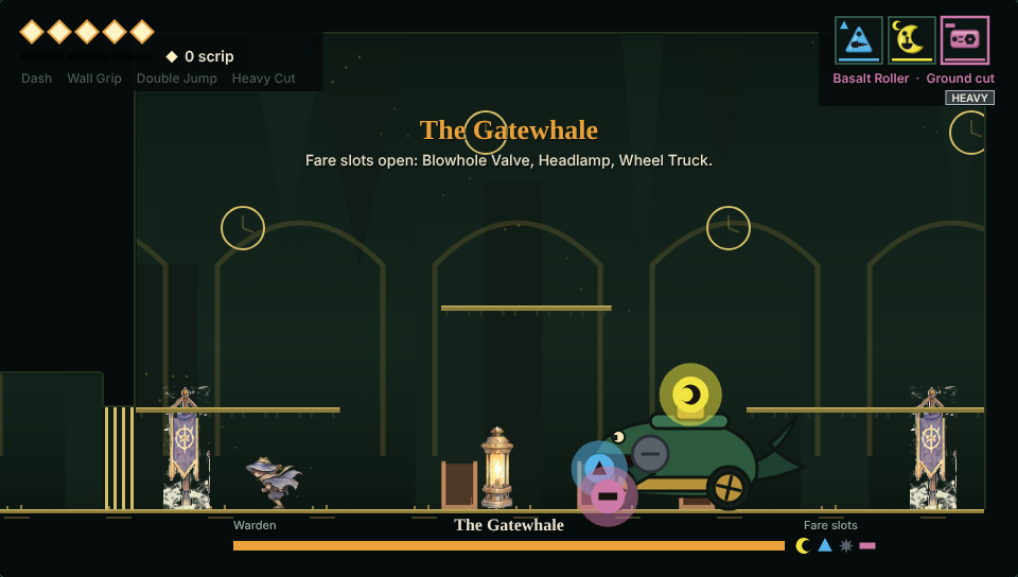 ◆ 0 scrip
Dash Wall Grip Double Jump Heavy Cut
Basalt Roller · Ground cut
HEAVY
The Gatewhale
Fare slots open: Blowhole Valve, Headlamp, Wheel Truck.
Warden
The Gatewhale
Fare slots